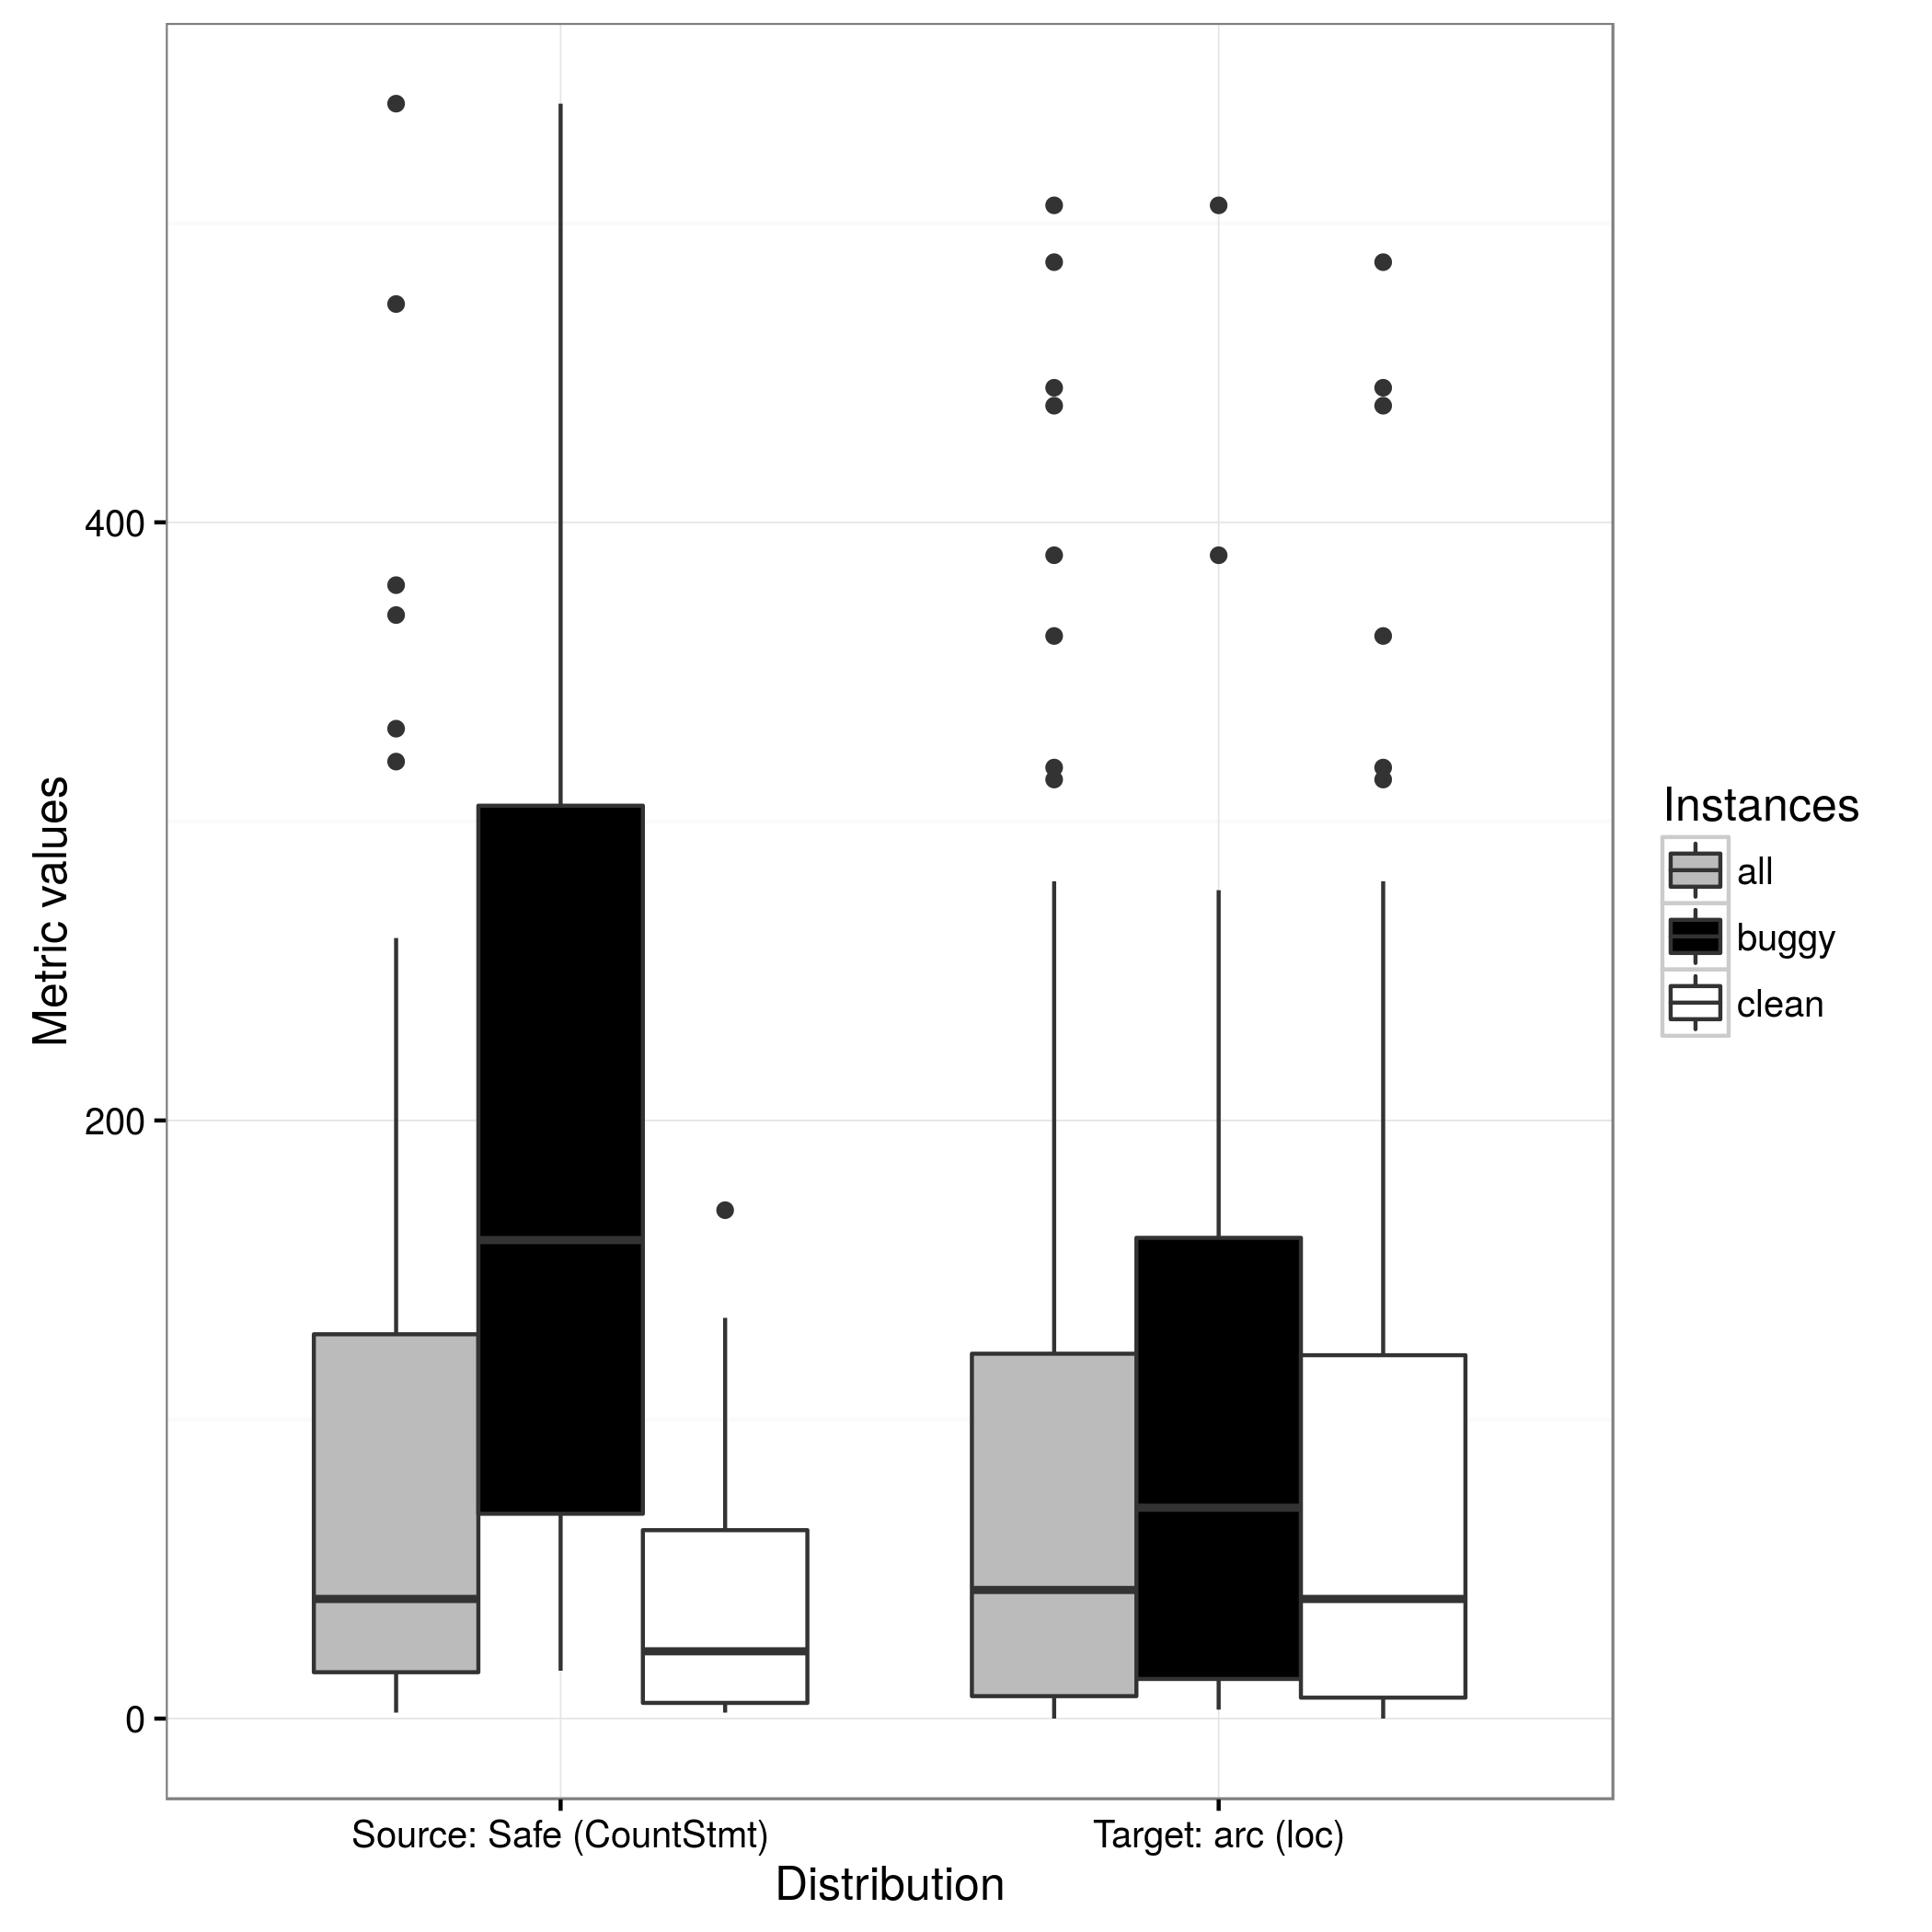 Metric values
400
200
0
Source: Safe (CountStmt)
Target: arc (loc)
Distribution
Instances
all
buggy
clean